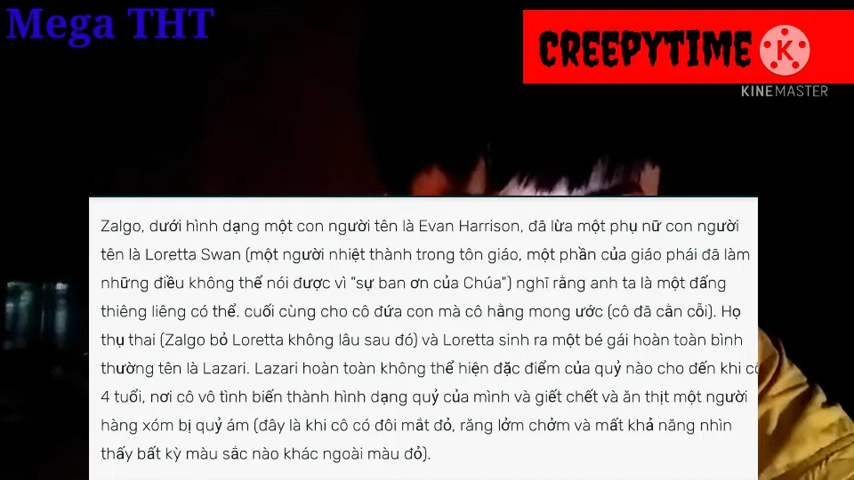 Mega THT
CREEPYTIME
K
KINEMASTER
Zalgo, dưới hình dạng một con người tên là Evan Harrison, đã lừa một phụ nữ con người
tên là Loretta Swan (một người nhiệt thành trong tôn giáo, một phần của giáo phái đã làm
những điều không thể nói được vì "sự ban ơn của Chúa") nghĩ rằng anh ta là một đấng
thiêng liêng có thể. cuối cùng cho cô đứa con mà cô hằng mong ước (cô đã cằn cỗi). Họ
thụ thai (Zalgo bỏ Loretta không lâu sau đó) và Loretta sinh ra một bé gái hoàn toàn bình
thường tên là Lazari. Lazari hoàn toàn không thể hiện đặc điểm của quỷ nào cho đến khi cô
4 tuổi, nơi cô vô tình biến thành hình dạng quỷ của mình và giết chết và ăn thịt một người
hàng xóm bị quỷ ám (đây là khi cô có đôi mắt đỏ, răng lởm chởm và mất khả năng nhìn
thấy bất kỳ màu sắc nào khác ngoài màu đỏ).